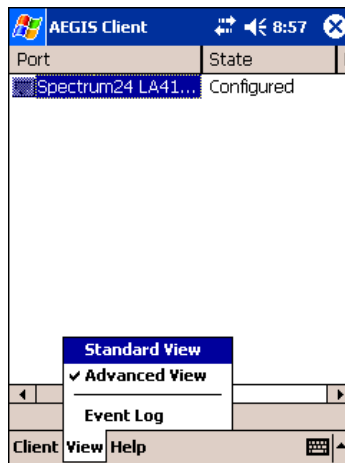 AEGIS Client 8:57
Port State
Spectrum24 LA41... Configured
Standard View
Advanced View
Event Log
Client View Help